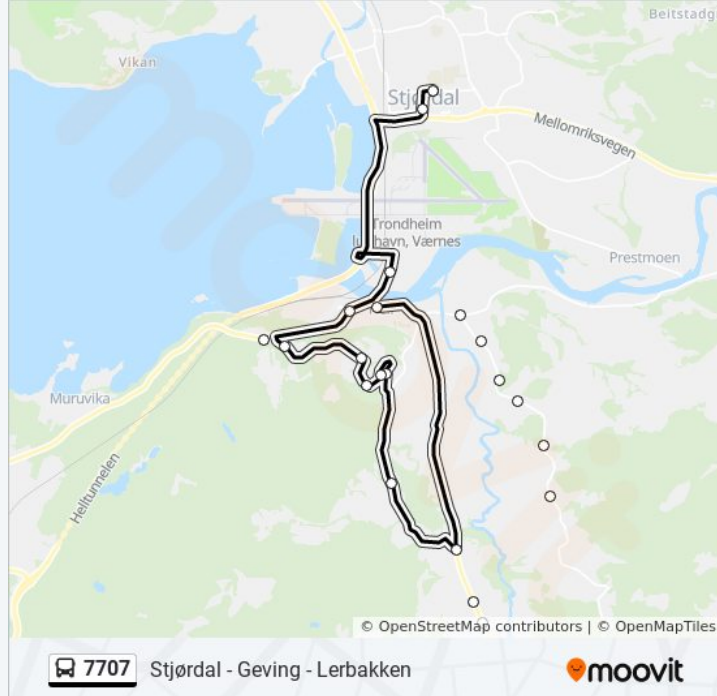 Beitstadg
Vikan
Stjørdal
Mellomriksvegen
Trondheim
lufthavn, Værnes
Prestmoen
Muruvika
Helltunnelen
© OpenStreetMap contributors | © OpenMapTiles
7707 Stjørdal - Geving - Lerbakken
moovit